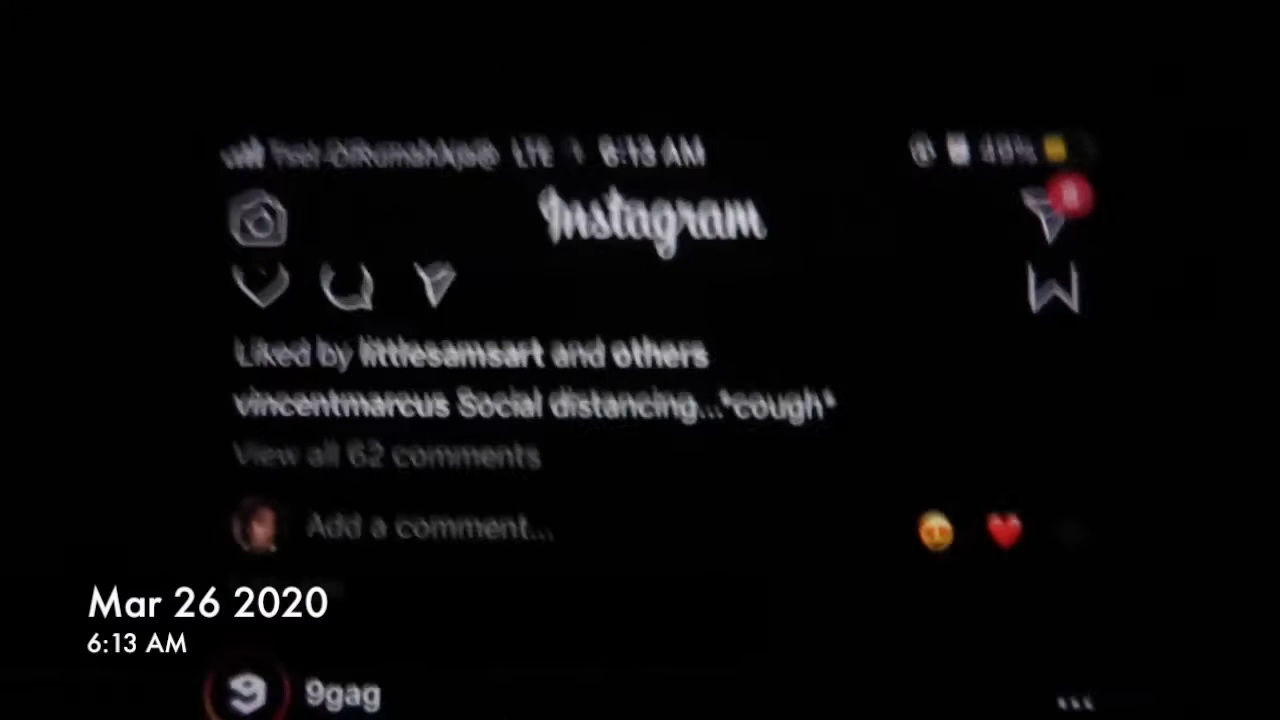 LTE 6:13 AM 49%
Instagram
Liked by littlesamsart and others
vincentmarcus Social distancing...*cough*
View all 62 comments
Add a comment...
Mar 26 2020
6:13 AM
9gag